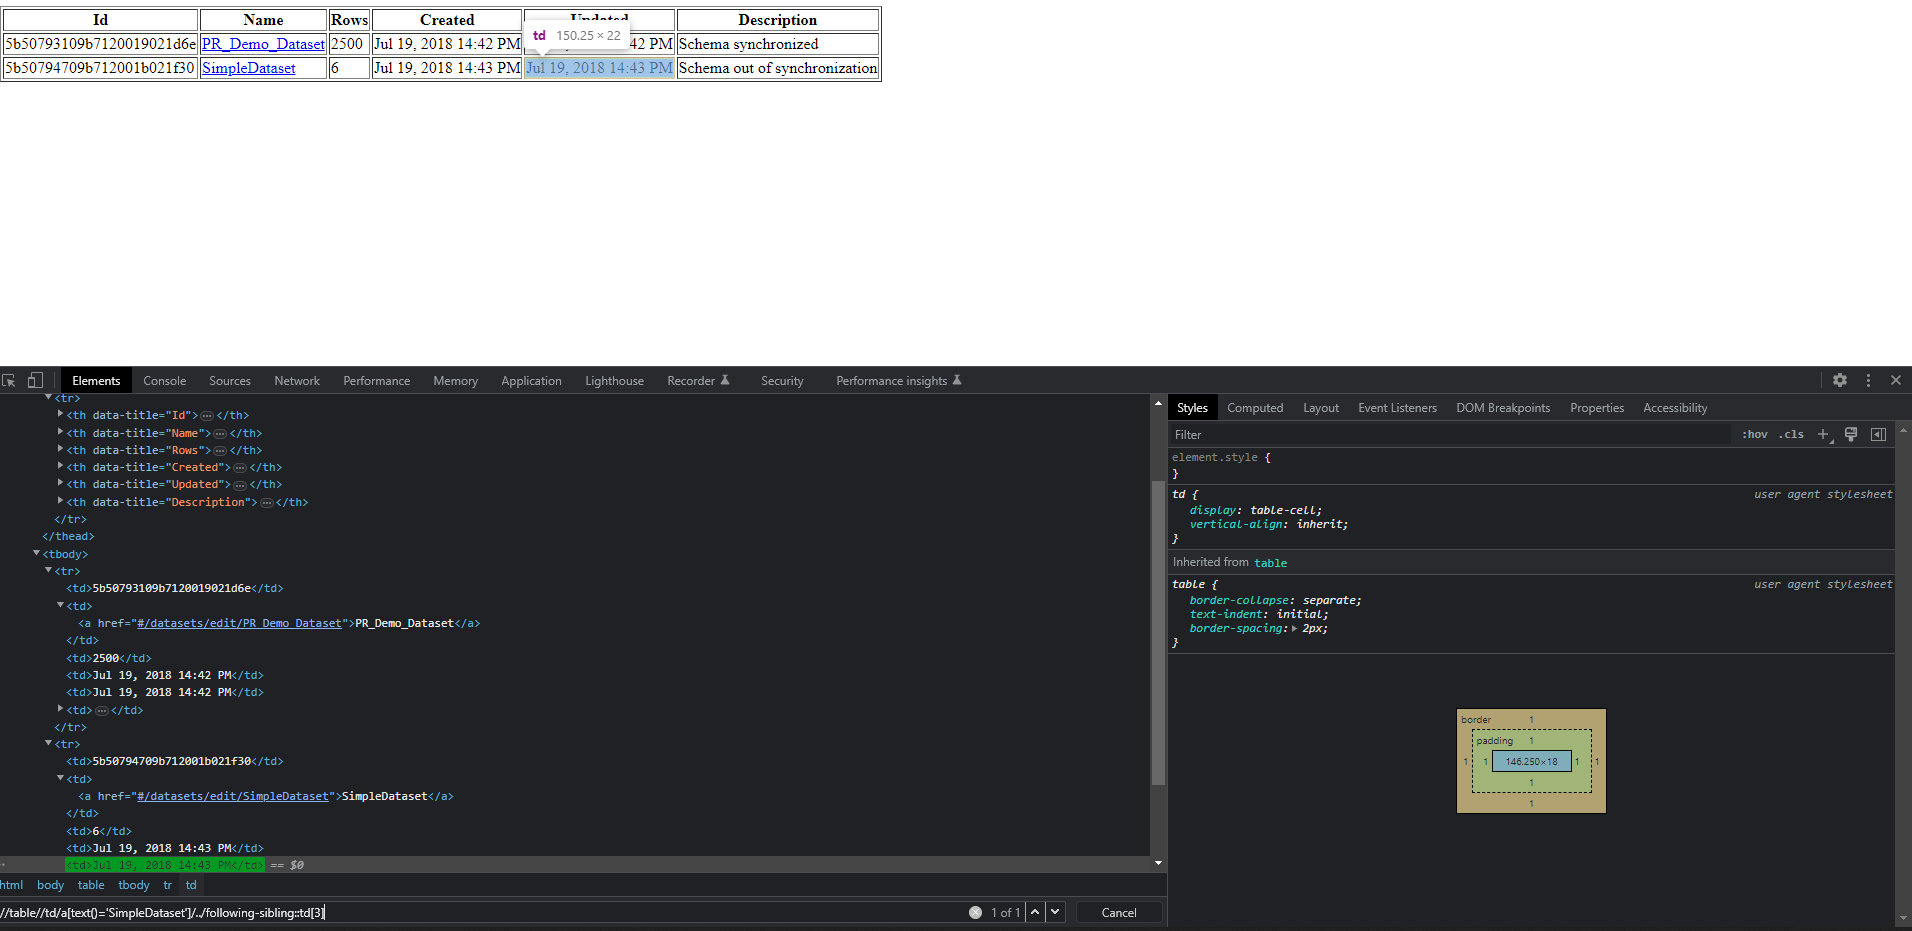 Id Name Rows Created Updated Description
5b50793109b7120019021d6e PR_Demo_Dataset 2500 Jul 19, 2018 14:42 PM 42 PM Schema synchronized
td 150.25 × 22
5b50794709b712001b021f30 SimpleDataset 6 Jul 19, 2018 14:43 PM Jul 19, 2018 14:43 PM Schema out of synchronization
Elements Console Sources Network Performance Memory Application Lighthouse Recorder Security Performance insights
<tr>
<th data-title="Id">…</th>
<th data-title="Name">…</th>
<th data-title="Rows">…</th>
<th data-title="Created">…</th>
<th data-title="Updated">…</th>
<th data-title="Description">…</th>
</tr>
</thead>
<tbody>
<tr>
<td>5b50793109b7120019021d6e</td>
<td>
<a href="#/datasets/edit/PR_Demo_Dataset">PR_Demo_Dataset</a>
</td>
<td>2500</td>
<td>Jul 19, 2018 14:42 PM</td>
<td>Jul 19, 2018 14:42 PM</td>
<td>…</td>
</tr>
<tr>
<td>5b50794709b712001b021f30</td>
<td>
<a href="#/datasets/edit/SimpleDataset">SimpleDataset</a>
</td>
<td>6</td>
<td>Jul 19, 2018 14:43 PM</td>
<td>Jul 19, 2018 14:43 PM</td> == $0
html body table tbody tr td
//table//td/a[text()='SimpleDataset']/../following-sibling::td[3]
1 of 1 Cancel
Styles Computed Layout Event Listeners DOM Breakpoints Properties Accessibility
Filter :hov .cls +
element.style {
}
td { user agent stylesheet
display: table-cell;
vertical-align: inherit;
}
Inherited from table
table { user agent stylesheet
border-collapse: separate;
text-indent: initial;
border-spacing: 2px;
}
border 1
padding 1
1 1 146.250×18 1 1
1
1